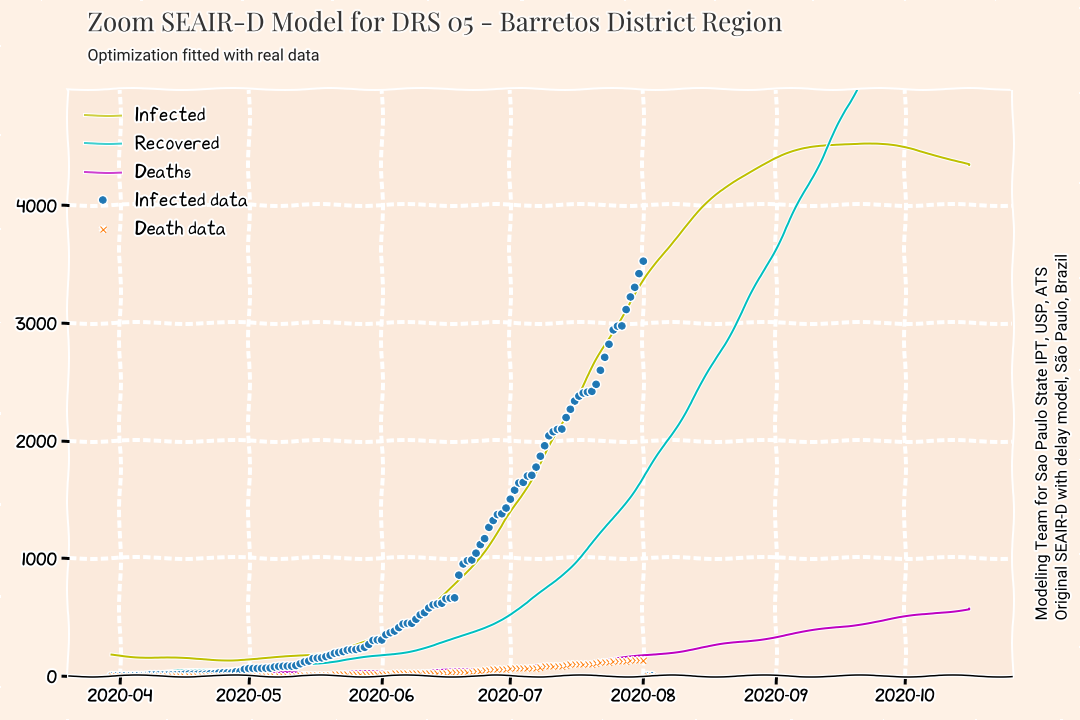 Zoom SEAIR-D Model for DRS 05 - Barretos District Region
Optimization fitted with real data
Infected
Recovered
Deaths
Infected data
Death data
4000
3000
2000
1000
0
2020-04 2020-05 2020-06 2020-07 2020-08 2020-09 2020-10
Modeling Team for Sao Paulo State IPT, USP, ATS
Original SEAIR-D with delay model, São Paulo, Brazil